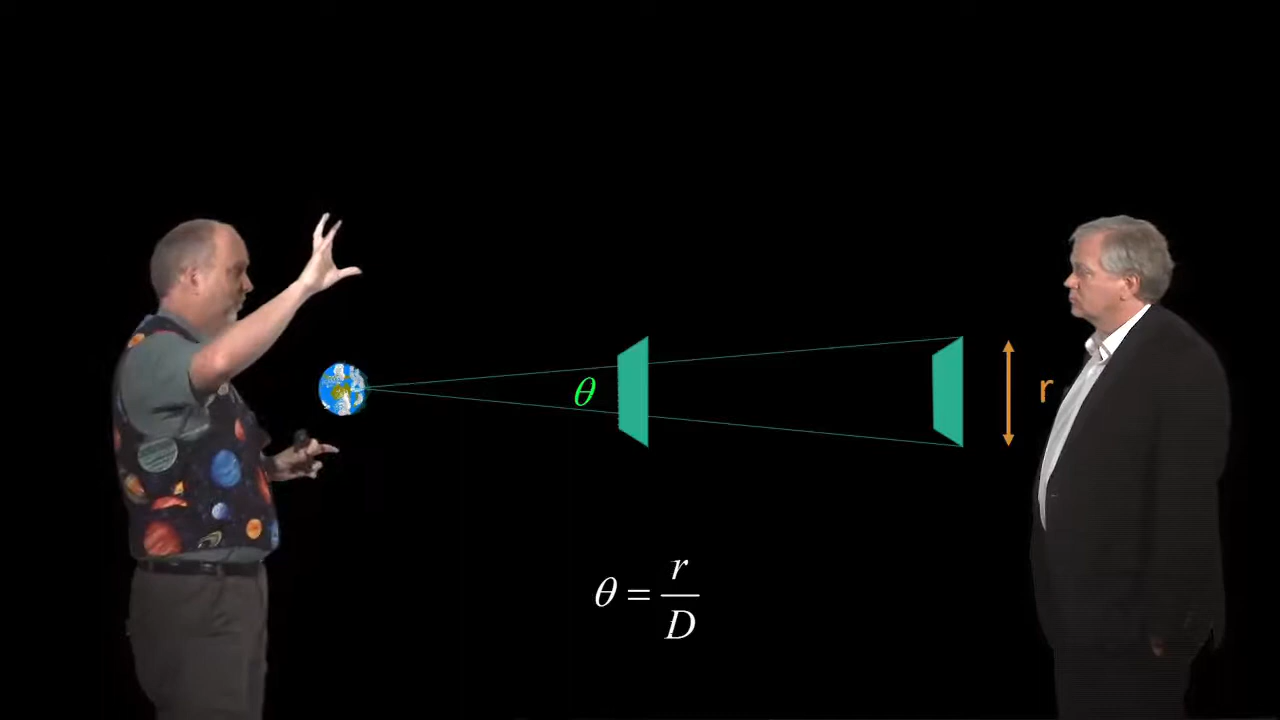 θ
r
θ = r/D